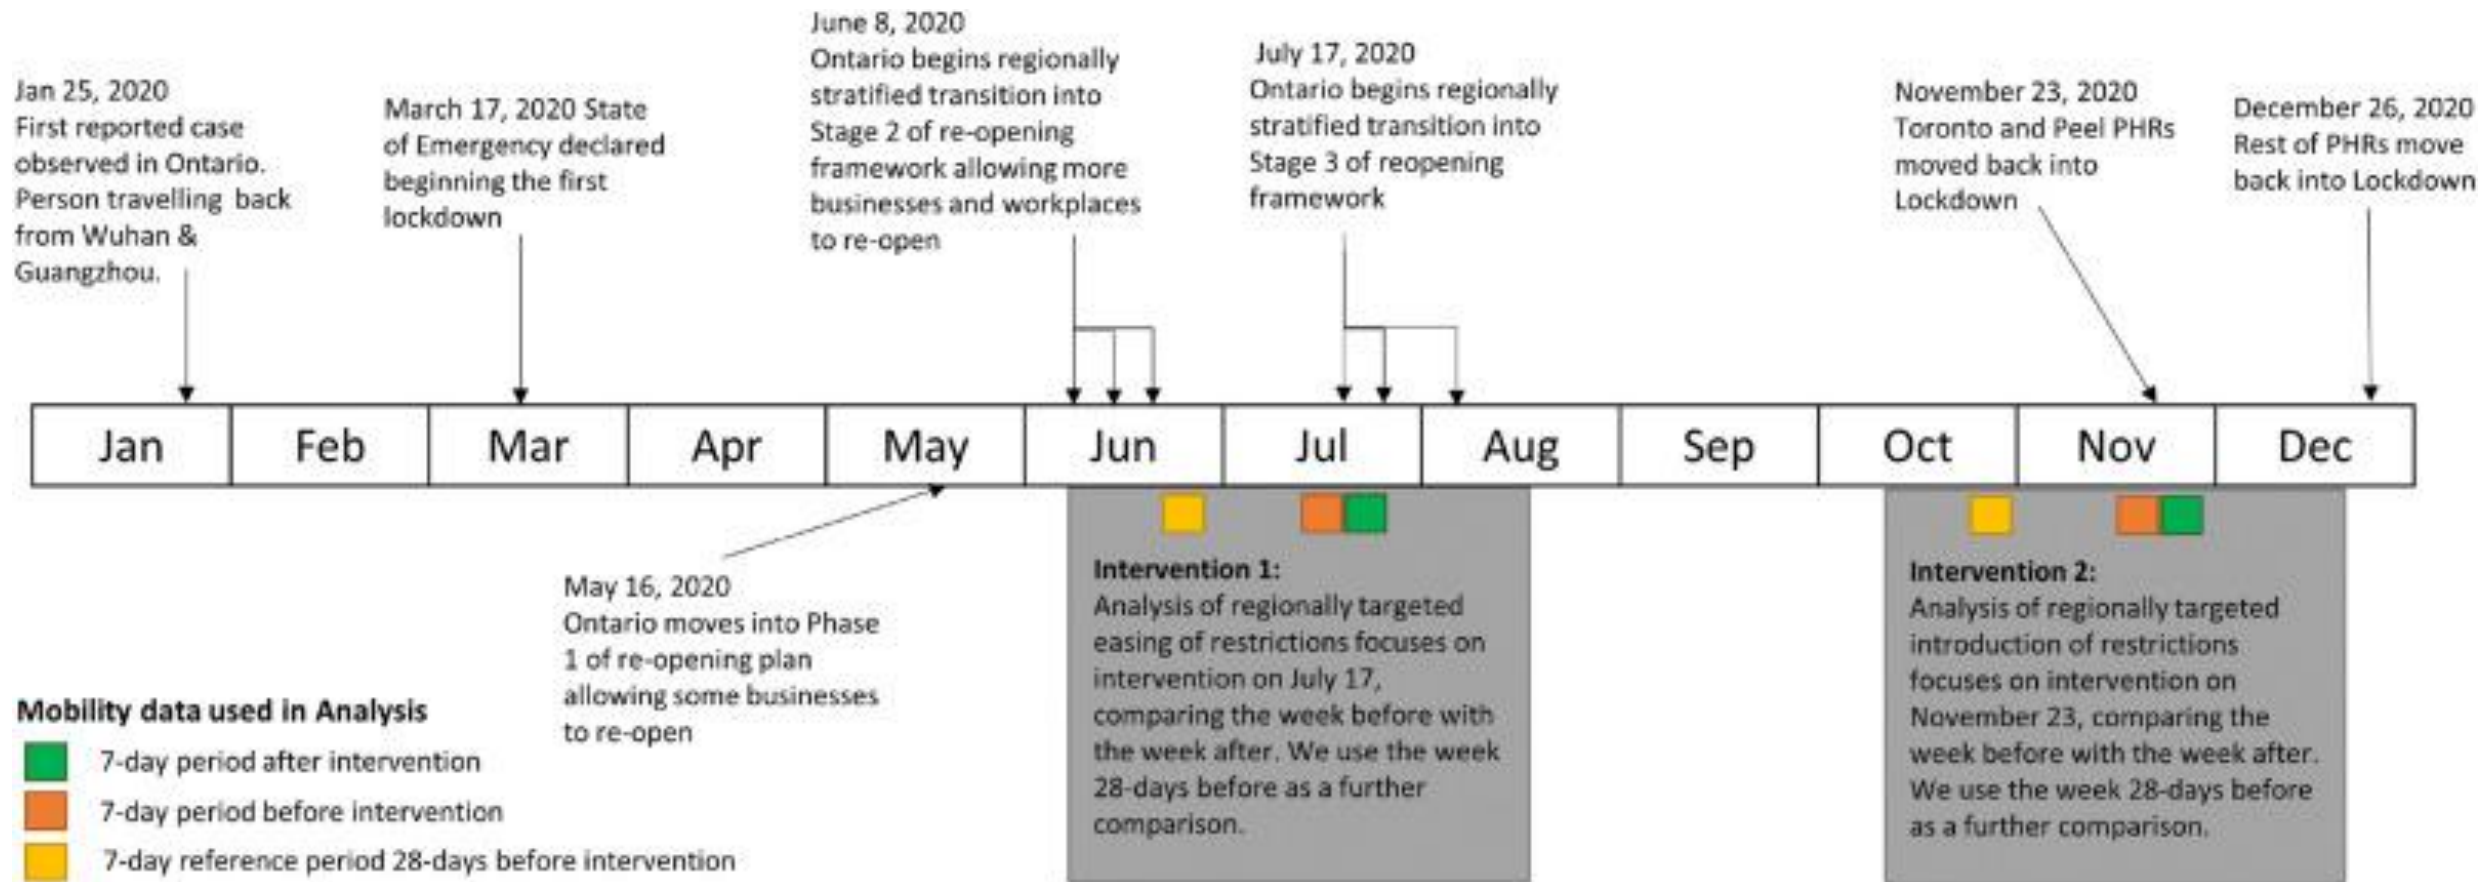 Jan 25, 2020
First reported case
observed in Ontario.
Person travelling back
from Wuhan &
Guangzhou.
March 17, 2020 State
of Emergency declared
beginning the first
lockdown
June 8, 2020
Ontario begins regionally
stratified transition into
Stage 2 of re-opening
framework allowing more
businesses and workplaces
to re-open
July 17, 2020
Ontario begins regionally
stratified transition into
Stage 3 of reopening
framework
November 23, 2020
Toronto and Peel PHRs
moved back into
Lockdown
December 26, 2020
Rest of PHRs move
back into Lockdown
Jan Feb Mar Apr May Jun Jul Aug Sep Oct Nov Dec
May 16, 2020
Ontario moves into Phase
1 of re-opening plan
allowing some businesses
to re-open
Intervention 1:
Analysis of regionally targeted
easing of restrictions focuses on
intervention on July 17,
comparing the week before with
the week after. We use the week
28-days before as a further
comparison.
Intervention 2:
Analysis of regionally targeted
introduction of restrictions
focuses on intervention on
November 23, comparing the
week before with the week after.
We use the week 28-days before
as a further comparison.
Mobility data used in Analysis
7-day period after intervention
7-day period before intervention
7-day reference period 28-days before intervention